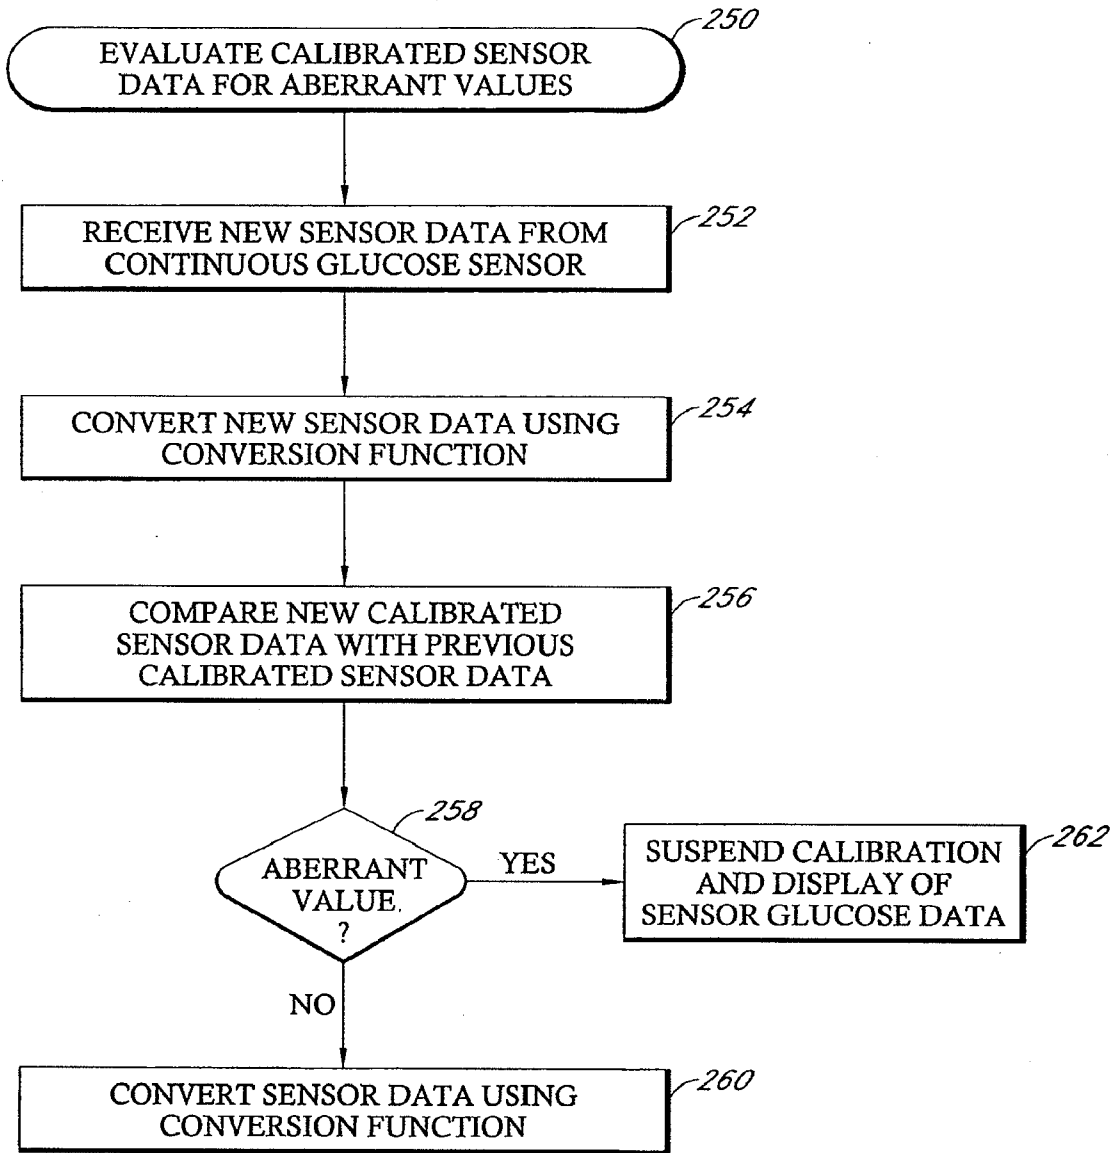 250
EVALUATE CALIBRATED SENSOR
DATA FOR ABERRANT VALUES
252
RECEIVE NEW SENSOR DATA FROM
CONTINUOUS GLUCOSE SENSOR
254
CONVERT NEW SENSOR DATA USING
CONVERSION FUNCTION
256
COMPARE NEW CALIBRATED
SENSOR DATA WITH PREVIOUS
CALIBRATED SENSOR DATA
258
ABERRANT
VALUE
?
YES
262
SUSPEND CALIBRATION
AND DISPLAY OF
SENSOR GLUCOSE DATA
NO
260
CONVERT SENSOR DATA USING
CONVERSION FUNCTION